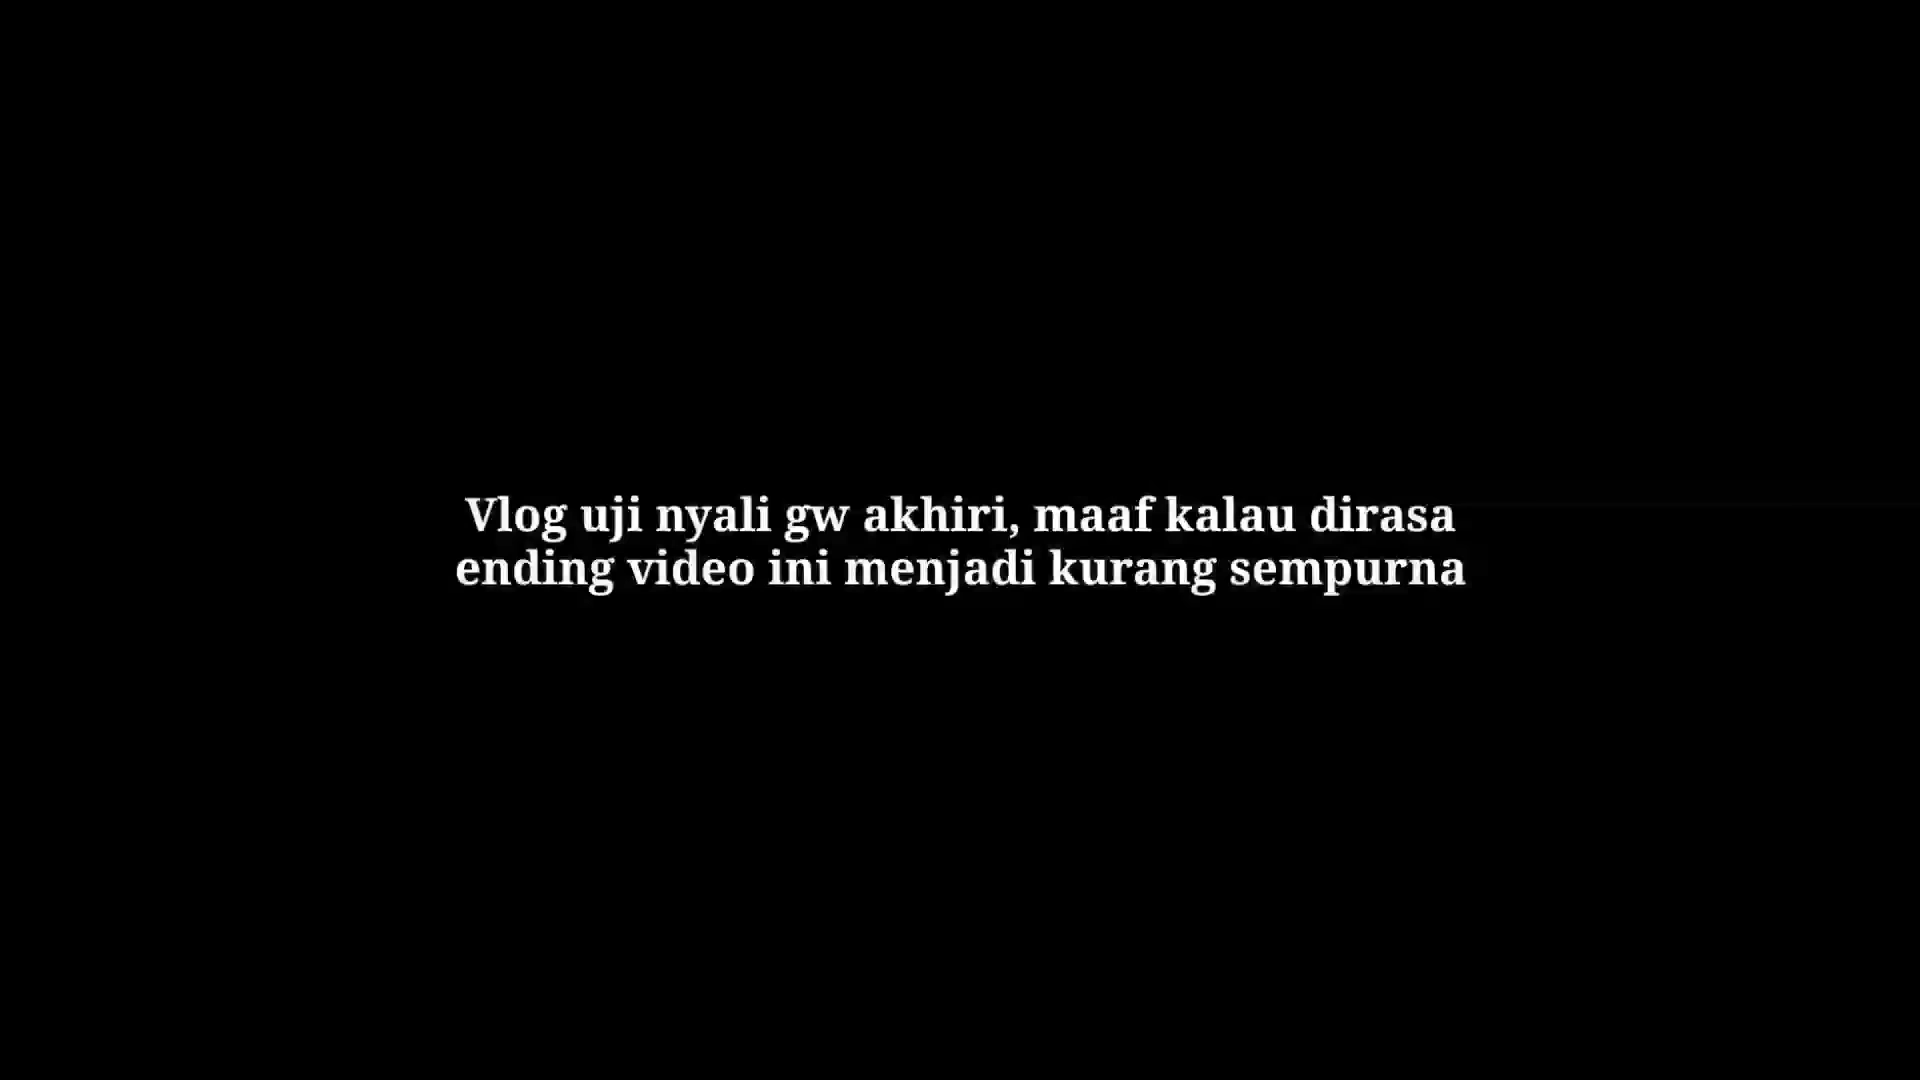 Vlog uji nyali gw akhiri, maaf kalau dirasa
ending video ini menjadi kurang sempurna